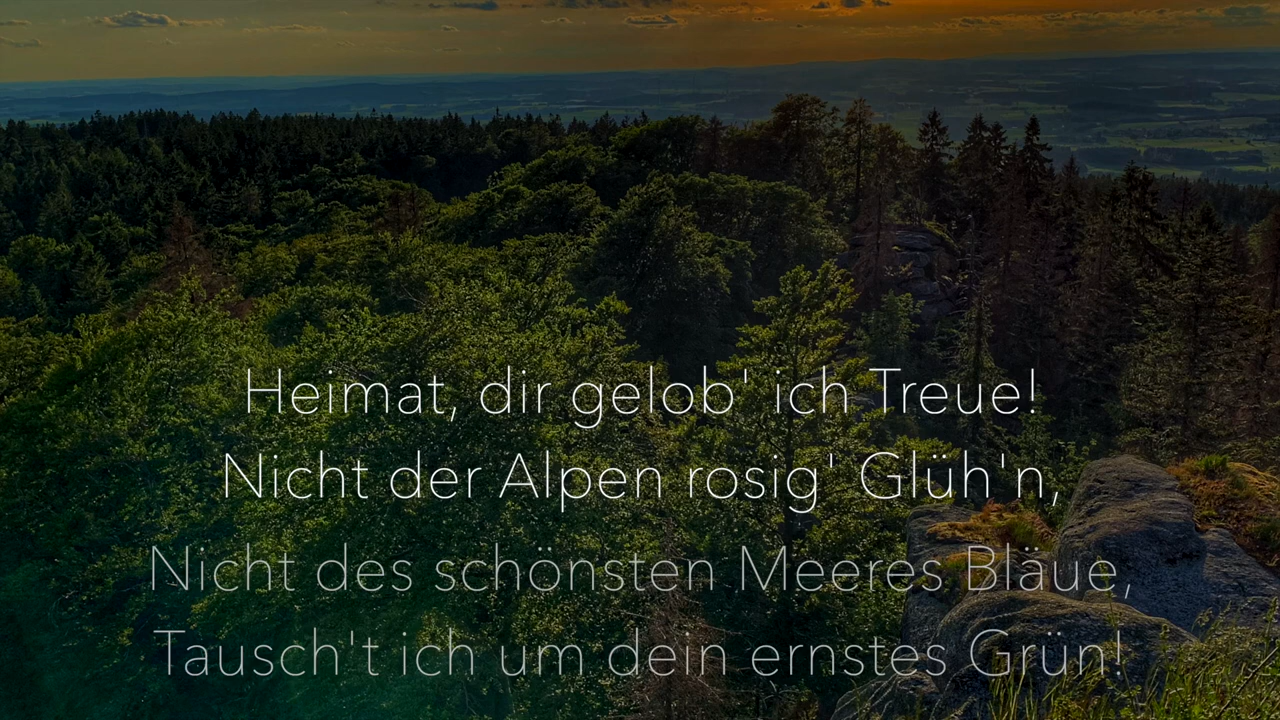 Heimat, dir gelob' ich Treue!
Nicht der Alpen rosig' Glüh'n,
Nicht des schönsten Meeres Bläue,
Tausch't ich um dein ernstes Grün!